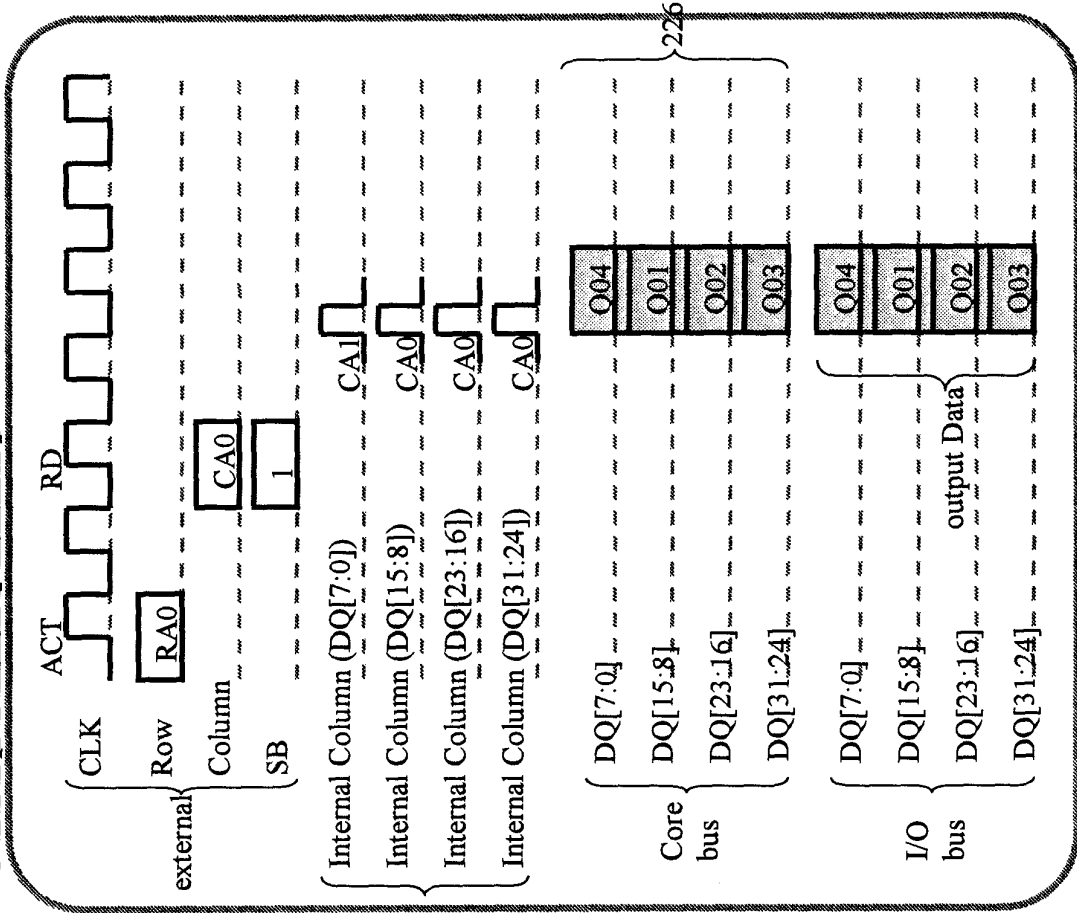 ACT RD
CLK
Row RA0
Column CA0
SB 1
external
Internal Column (DQ[7:0]) CA1
Internal Column (DQ[15:8]) CA0
Internal Column (DQ[23:16]) CA0
Internal Column (DQ[31:24]) CA0
Core
bus
DQ[7:0] Q04
DQ[15:8] Q01
DQ[23:16] Q02
DQ[31:24] Q03
226
I/O
bus
DQ[7:0] Q04
DQ[15:8] Q01
DQ[23:16] Q02
DQ[31:24] Q03
output Data